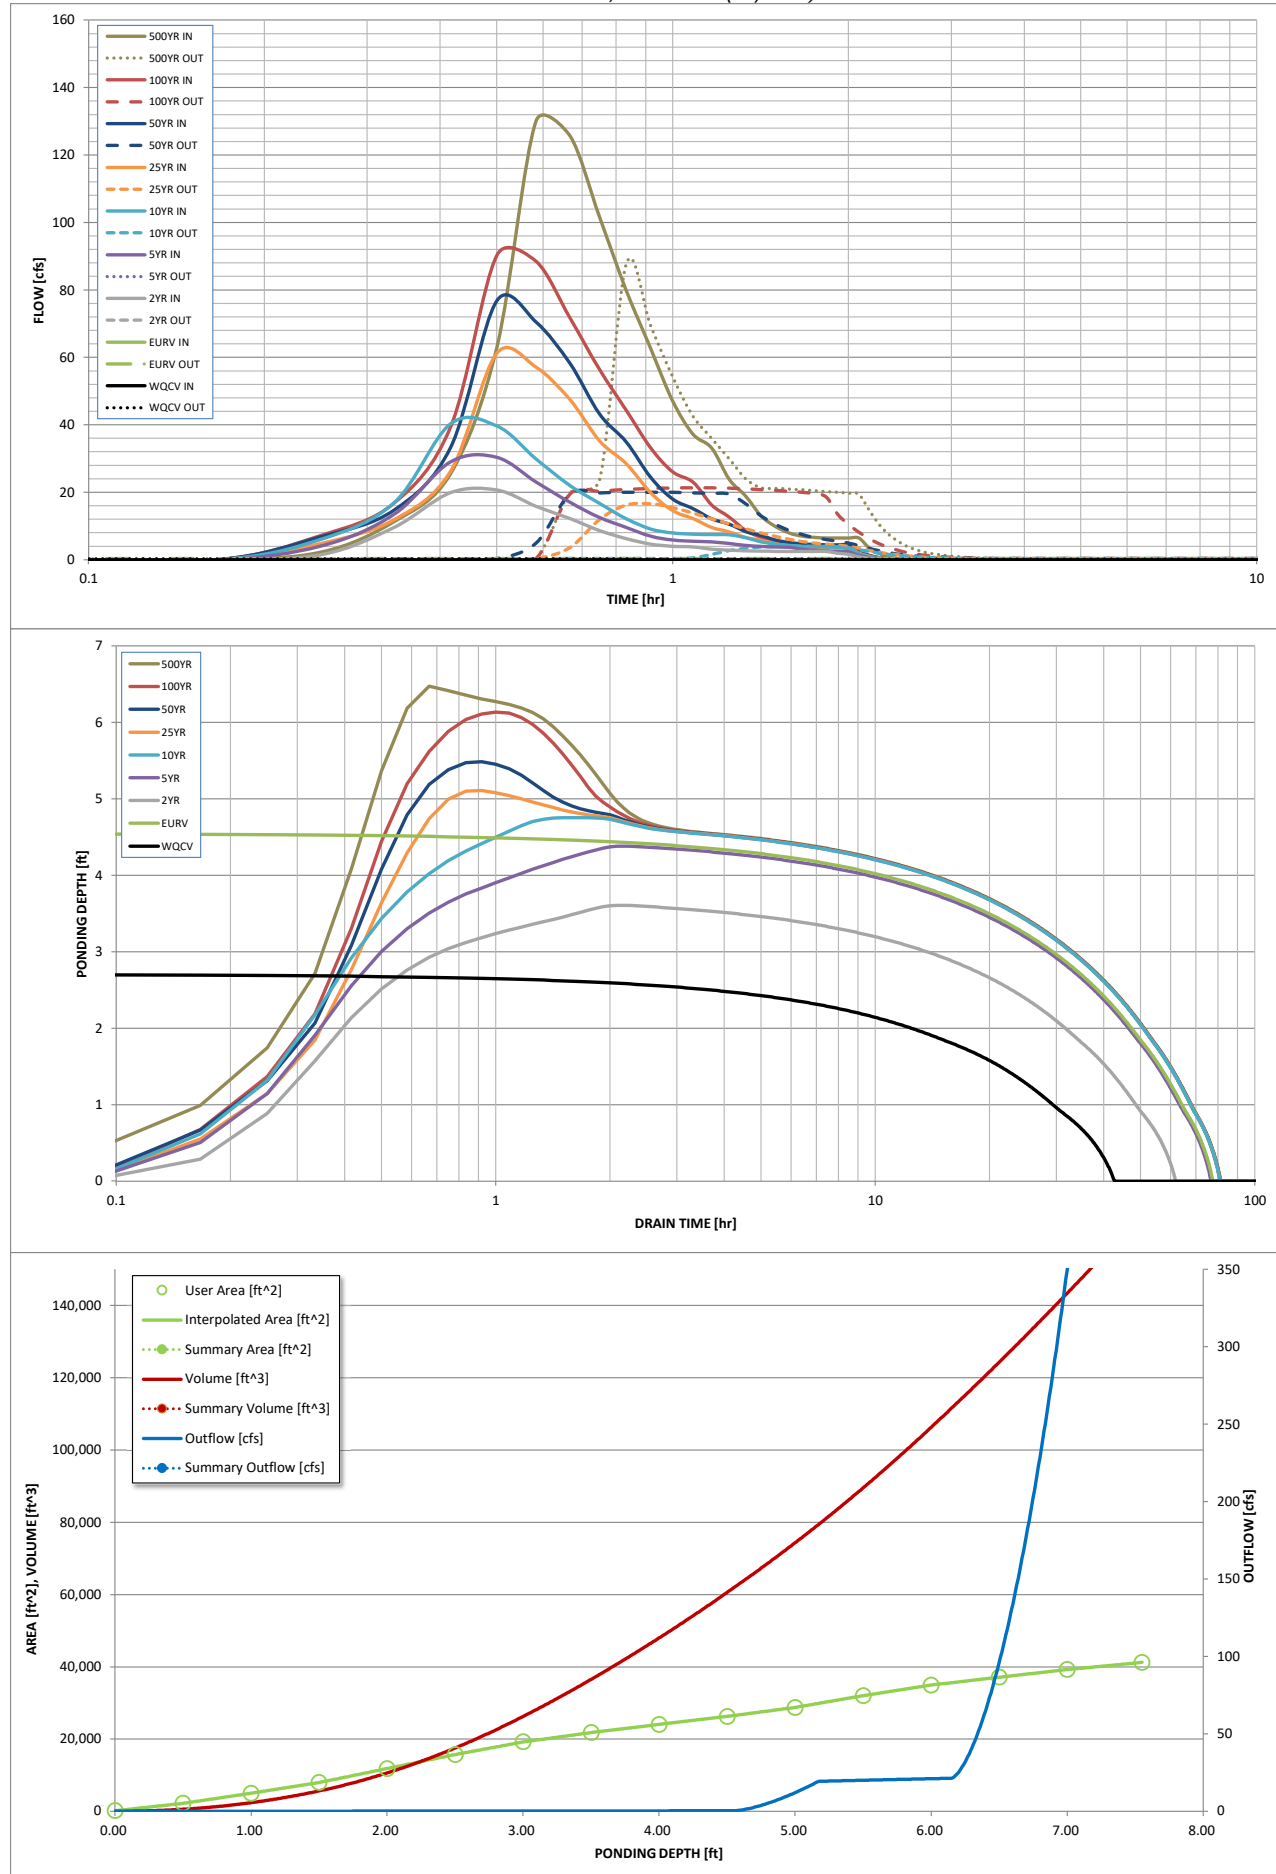 160
140
120
100
80
60
40
20
0
FLOW [cfs]
500YR IN
500YR OUT
100YR IN
100YR OUT
50YR IN
50YR OUT
25YR IN
25YR OUT
10YR IN
10YR OUT
5YR IN
5YR OUT
2YR IN
2YR OUT
EURV IN
EURV OUT
WQCV IN
WQCV OUT
0.1 1 10
TIME [hr]
7
6
5
4
3
2
1
0
PONDING DEPTH [ft]
500YR
100YR
50YR
25YR
10YR
5YR
2YR
EURV
WQCV
0.1 1 10 100
DRAIN TIME [hr]
140,000
120,000
100,000
80,000
60,000
40,000
20,000
0
AREA [ft^2], VOLUME [ft^3]
User Area [ft^2]
Interpolated Area [ft^2]
Summary Area [ft^2]
Volume [ft^3]
Summary Volume [ft^3]
Outflow [cfs]
Summary Outflow [cfs]
350
300
250
200
150
100
50
0
OUTFLOW [cfs]
0.00 1.00 2.00 3.00 4.00 5.00 6.00 7.00 8.00
PONDING DEPTH [ft]